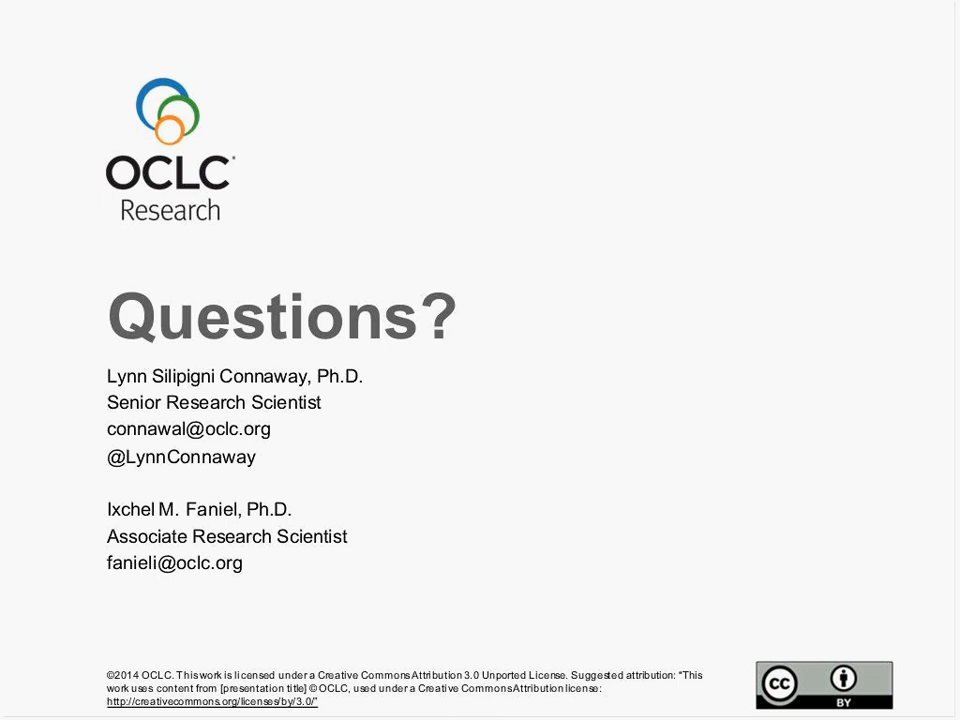 OCLC
Research
Questions?
Lynn Silipigni Connaway, Ph.D.
Senior Research Scientist
connawal@oclc.org
@LynnConnaway
Ixchel M. Faniel, Ph.D.
Associate Research Scientist
fanieli@oclc.org
©2014 OCLC. This work is licensed under a Creative Commons Attribution 3.0 Unported License. Suggested attribution: "This
work uses content from [presentation title] © OCLC, used under a Creative Commons Attribution license:
http://creativecommons.org/licenses/by/3.0/"
cc
BY